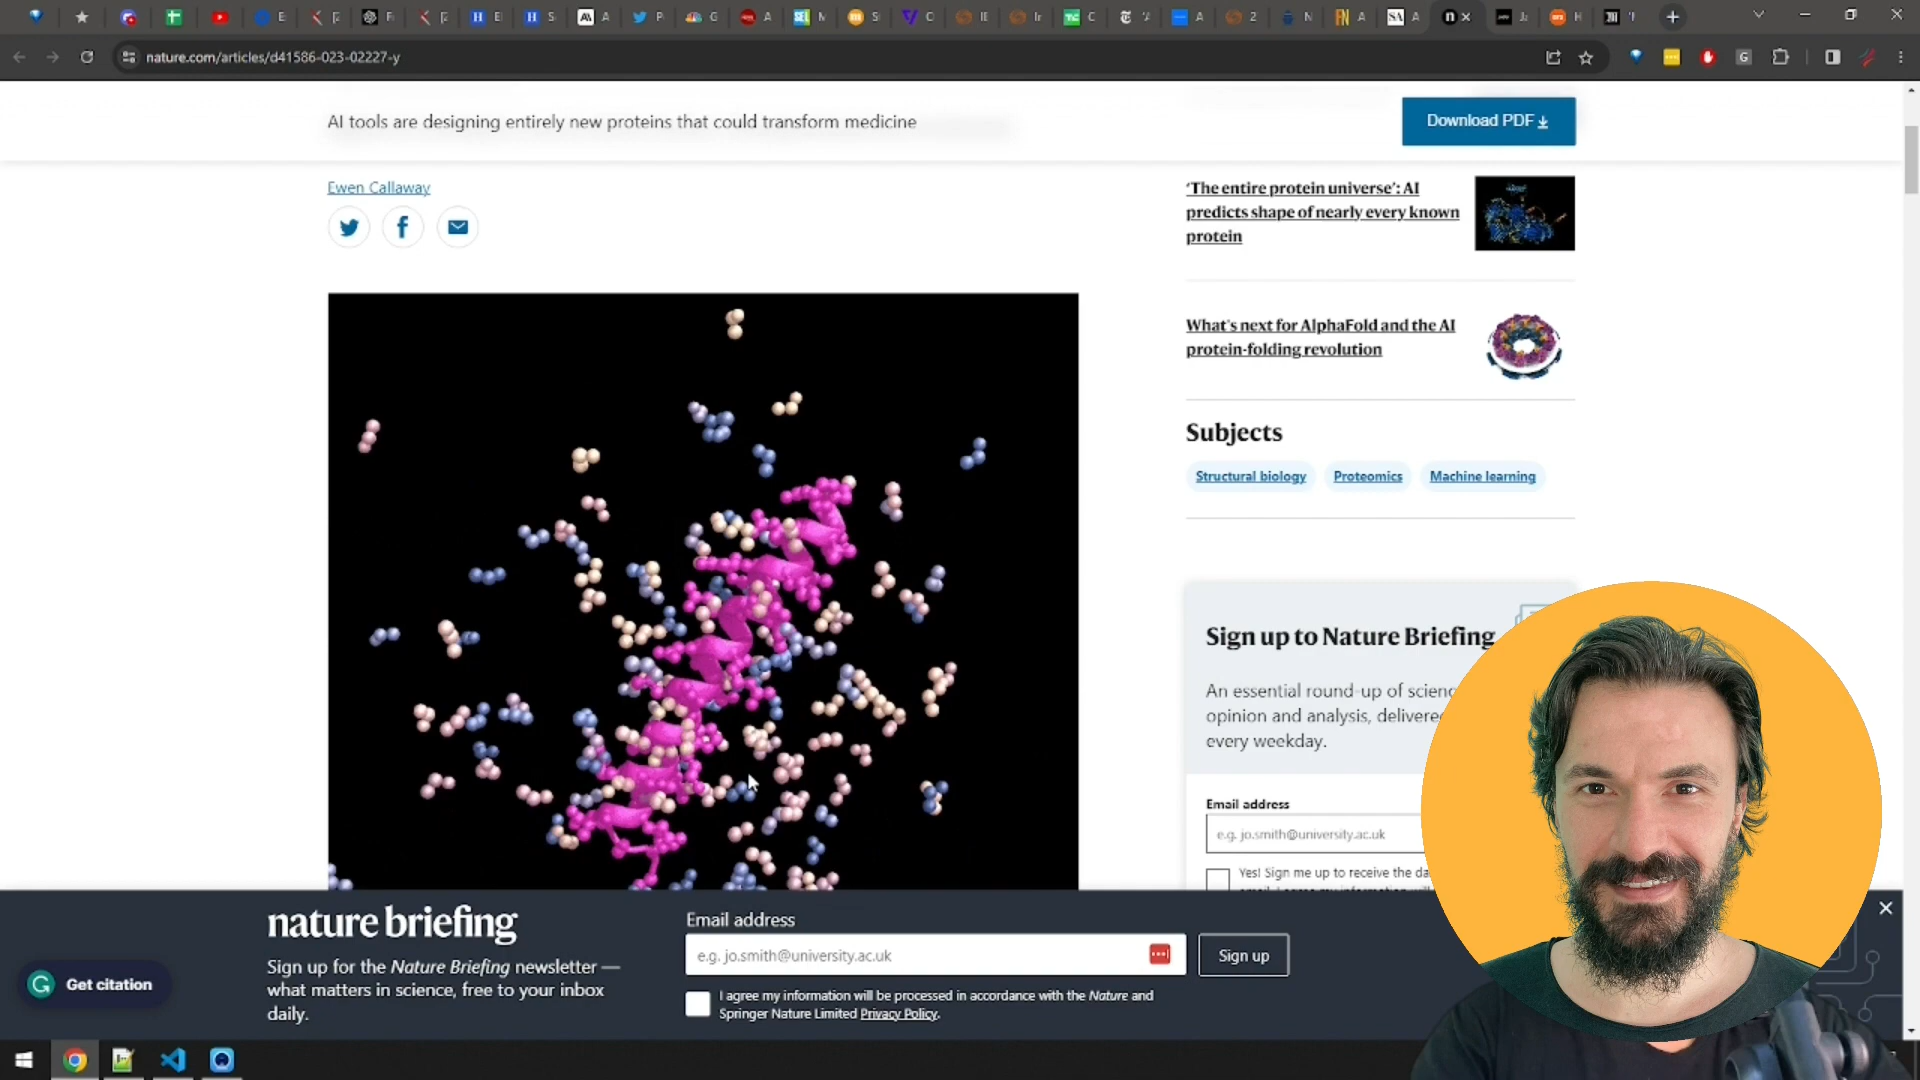 nature.com/articles/d41586-023-02227-y
AI tools are designing entirely new proteins that could transform medicine
Download PDF
Ewen Callaway
'The entire protein universe': AI
predicts shape of nearly every known
protein
What's next for AlphaFold and the AI
protein-folding revolution
Subjects
Structural biology
Proteomics
Machine learning
Sign up to Nature Briefing
An essential round-up of
opinion and analysis,
every weekday.
Email address
e.g. jo.smith@university.ac.uk
Yes! Sign me up to receive the
nature briefing
Sign up for the Nature Briefing newsletter —
what matters in science, free to your inbox
daily.
Email address
e.g. jo.smith@university.ac.uk
Sign up
I agree my information will be processed in accordance with the Nature and
Springer Nature Limited Privacy Policy.
Get citation